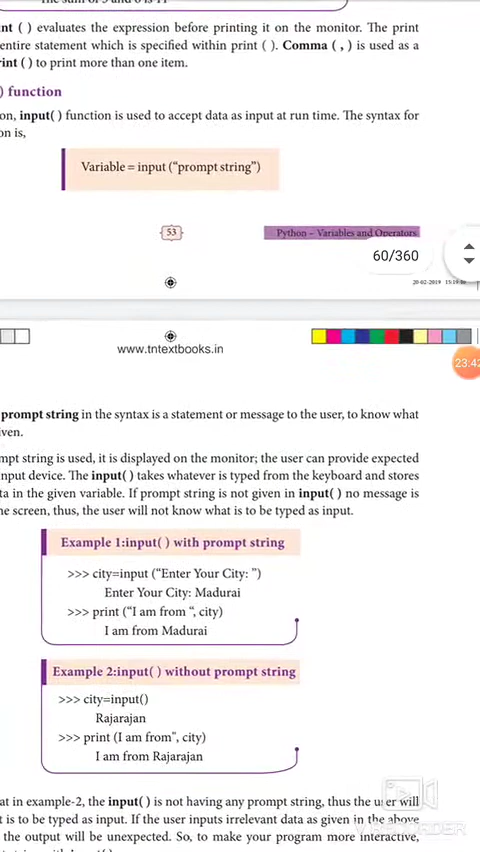 The sum of 5 and 6 is 11
nt ( ) evaluates the expression before printing it on the monitor. The print
entire statement which is specified within print ( ). Comma ( , ) is used as a
rint ( ) to print more than one item.
) function
on, input( ) function is used to accept data as input at run time. The syntax for
on is,
Variable = input (“prompt string”)
53
Python – Variables and Operators
60/360
20-02-2019
www.tntextbooks.in
23:42
prompt string in the syntax is a statement or message to the user, to know what
iven.
mpt string is used, it is displayed on the monitor; the user can provide expected
input device. The input( ) takes whatever is typed from the keyboard and stores
ta in the given variable. If prompt string is not given in input( ) no message is
he screen, thus, the user will not know what is to be typed as input.
Example 1:input( ) with prompt string
>>> city=input (“Enter Your City: ”)
Enter Your City: Madurai
>>> print (“I am from “, city)
I am from Madurai
Example 2:input( ) without prompt string
>>> city=input()
Rajarajan
>>> print (I am from", city)
I am from Rajarajan
at in example-2, the input( ) is not having any prompt string, thus the user will
t is to be typed as input. If the user inputs irrelevant data as given in the above
the output will be unexpected. So, to make your program more interactive,